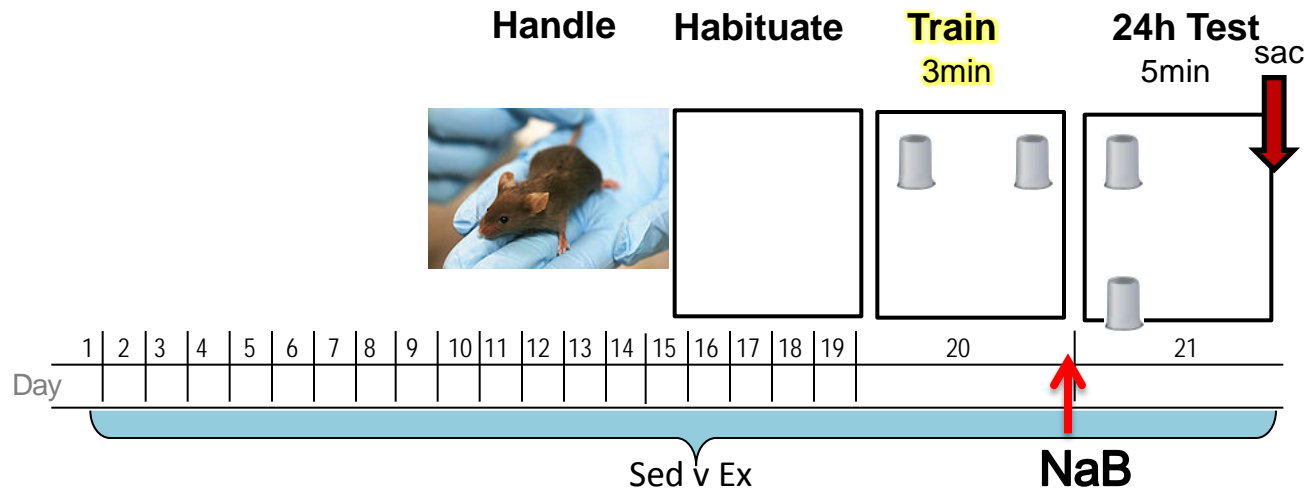 Handle Habituate Train 24h Test
3min 5min sac
1 2 3 4 5 6 7 8 9 10 11 12 13 14 15 16 17 18 19 20 21
Day
Sed v Ex
NaB